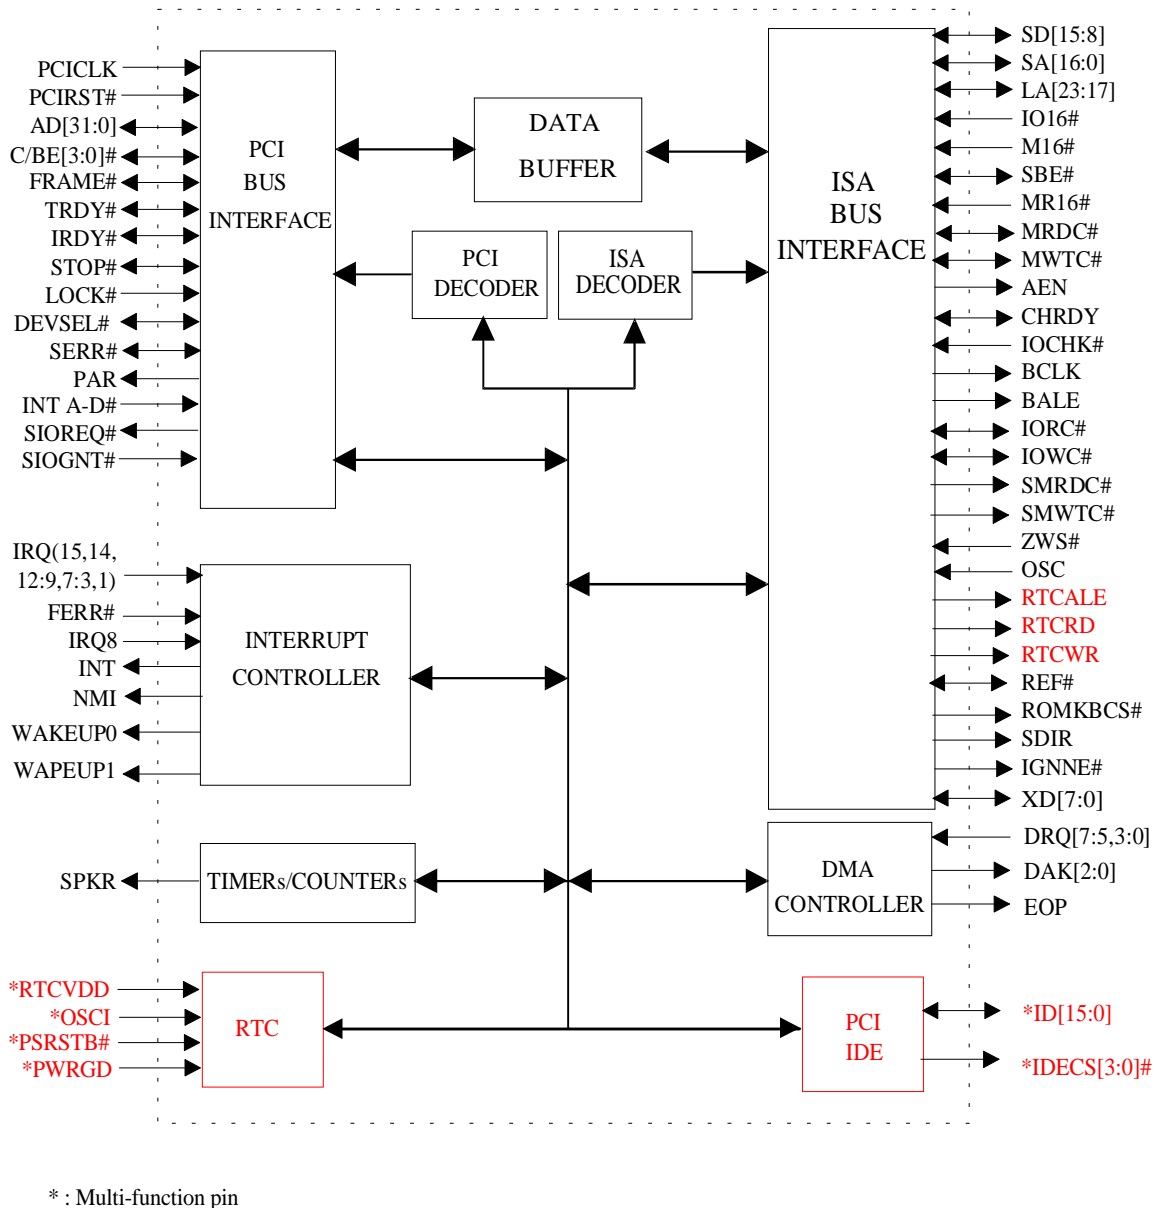 PCICLK
PCIRST#
AD[31:0]
C/BE[3:0]#
FRAME#
TRDY#
IRDY#
STOP#
LOCK#
DEVSEL#
SERR#
PAR
INT A-D#
SIOREQ#
SIOGNT#
PCI
BUS
INTERFACE
DATA
BUFFER
PCI
DECODER
ISA
DECODER
ISA
BUS
INTERFACE
SD[15:8]
SA[16:0]
LA[23:17]
IO16#
M16#
SBE#
MR16#
MRDC#
MWTC#
AEN
CHRDY
IOCHK#
BCLK
BALE
IORC#
IOWC#
SMRDC#
SMWTC#
ZWS#
OSC
RTCALE
RTCRD
RTCWR
REF#
ROMKBCS#
SDIR
IGNNE#
XD[7:0]
IRQ(15,14,
12:9,7:3,1)
FERR#
IRQ8
INT
NMI
WAKEUP0
WAPEUP1
INTERRUPT
CONTROLLER
SPKR
TIMERs/COUNTERs
DMA
CONTROLLER
DRQ[7:5,3:0]
DAK[2:0]
EOP
*RTCVDD
*OSCI
*PSRSTB#
*PWRGD
RTC
PCI
IDE
*ID[15:0]
*IDECS[3:0]#
* : Multi-function pin